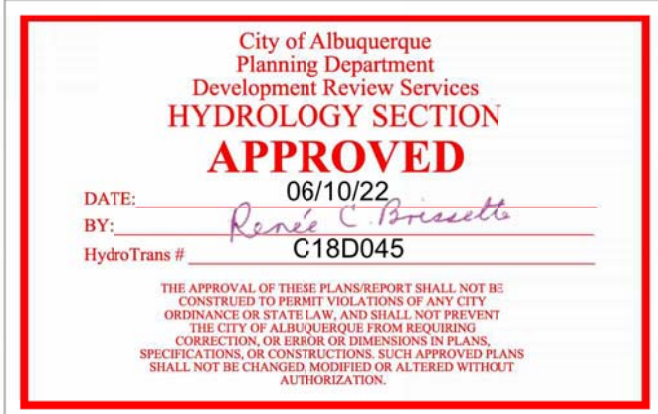 City of Albuquerque
Planning Department
Development Review Services
HYDROLOGY SECTION
APPROVED
DATE: 06/10/22
BY: Renée C. Brissette
HydroTrans # C18D045
THE APPROVAL OF THESE PLANS/REPORT SHALL NOT BE
CONSTRUED TO PERMIT VIOLATIONS OF ANY CITY
ORDINANCE OR STATE LAW, AND SHALL NOT PREVENT
THE CITY OF ALBUQUERQUE FROM REQUIRING
CORRECTION, OR ERROR OR DIMENSIONS IN PLANS,
SPECIFICATIONS, OR CONSTRUCTIONS. SUCH APPROVED PLANS
SHALL NOT BE CHANGED, MODIFIED OR ALTERED WITHOUT
AUTHORIZATION.